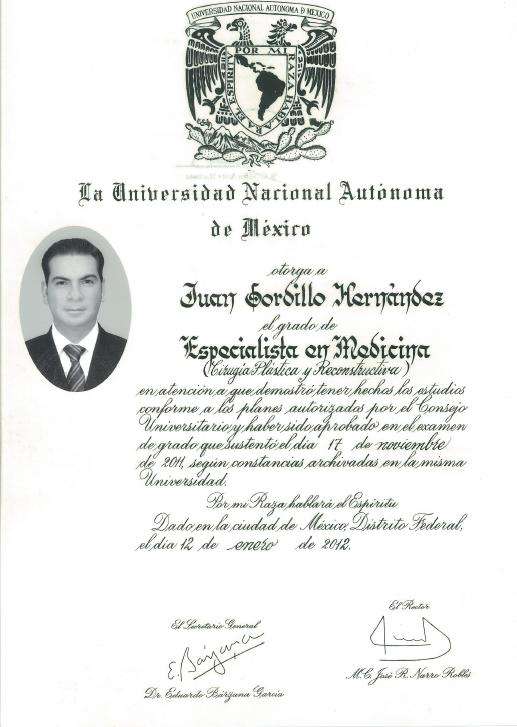 UNIVERSIDAD NACIONAL AUTONOMA D MEXICO
POR MI RAZA HABLARA EL ESPIRITU
La Universidad Nacional Autónoma
de México
otorga a
Juan Gordillo Hernández
el grado de
Especialista en Medicina
(Cirugía Plástica y Reconstructiva)
en atención a que demostró tener hechos los estudios
conforme a los planes autorizados por el Consejo
Universitario y haber sido aprobado en el examen
de grado que sustentó el día 17 de noviembre
de 2011, según constancias archivadas en la misma
Universidad.
Por mi Raza hablará el Espíritu
Dado en la ciudad de México, Distrito Federal,
el día 12 de enero de 2012.
El Secretario General
E. Bárzana
Dr. Eduardo Bárzana García
El Rector
M.C. José R. Narro Robles